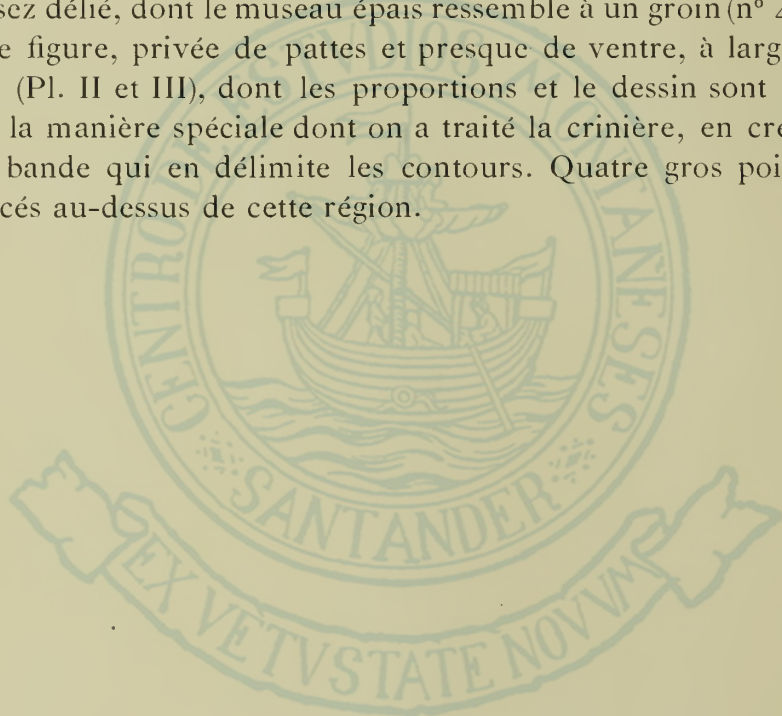 sez délié, dont le museau épais ressemble à un groin (n°
e figure, privée de pattes et presque de ventre, à larg
(Pl. II et III), dont les proportions et le dessin sont
la manière spéciale dont on a traité la crinière, en cre
bande qui en délimite les contours. Quatre gros poi
cés au-dessus de cette région.
CENTRO DE ESTUDIOS MONTAÑESES
SANTANDER
EX VETVSTATE NOVVM